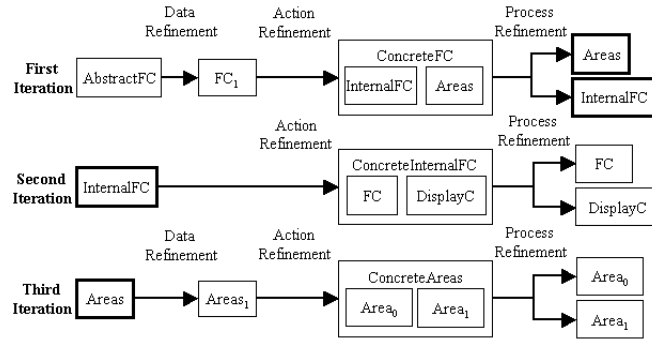 Data
Refinement
Action
Refinement
Process
Refinement
First
Iteration
AbstractFC
FC₁
ConcreteFC
InternalFC
Areas
Areas
InternalFC
Action
Refinement
Process
Refinement
Second
Iteration
InternalFC
ConcreteInternalFC
FC
DisplayC
FC
DisplayC
Data
Refinement
Action
Refinement
Process
Refinement
Third
Iteration
Areas
Areas₁
ConcreteAreas
Area₀
Area₁
Area₀
Area₁